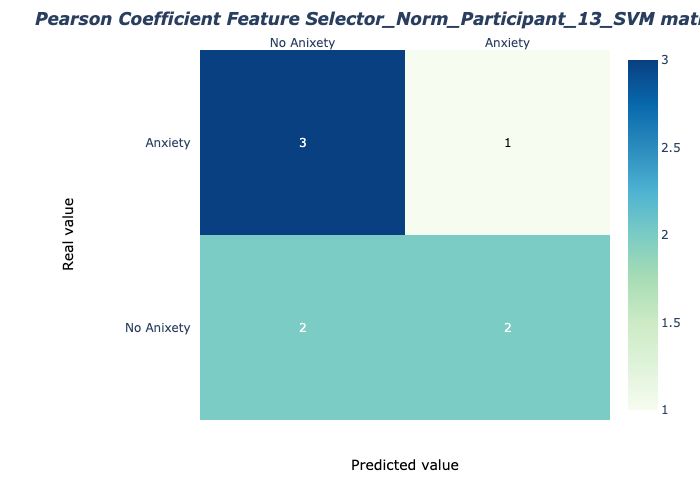 Pearson Coefficient Feature Selector_Norm_Participant_13_SVM
No Anixety Anxiety
3
Anxiety 3 1
2.5
2
Real value
No Anixety 2 2
1.5
1
Predicted value